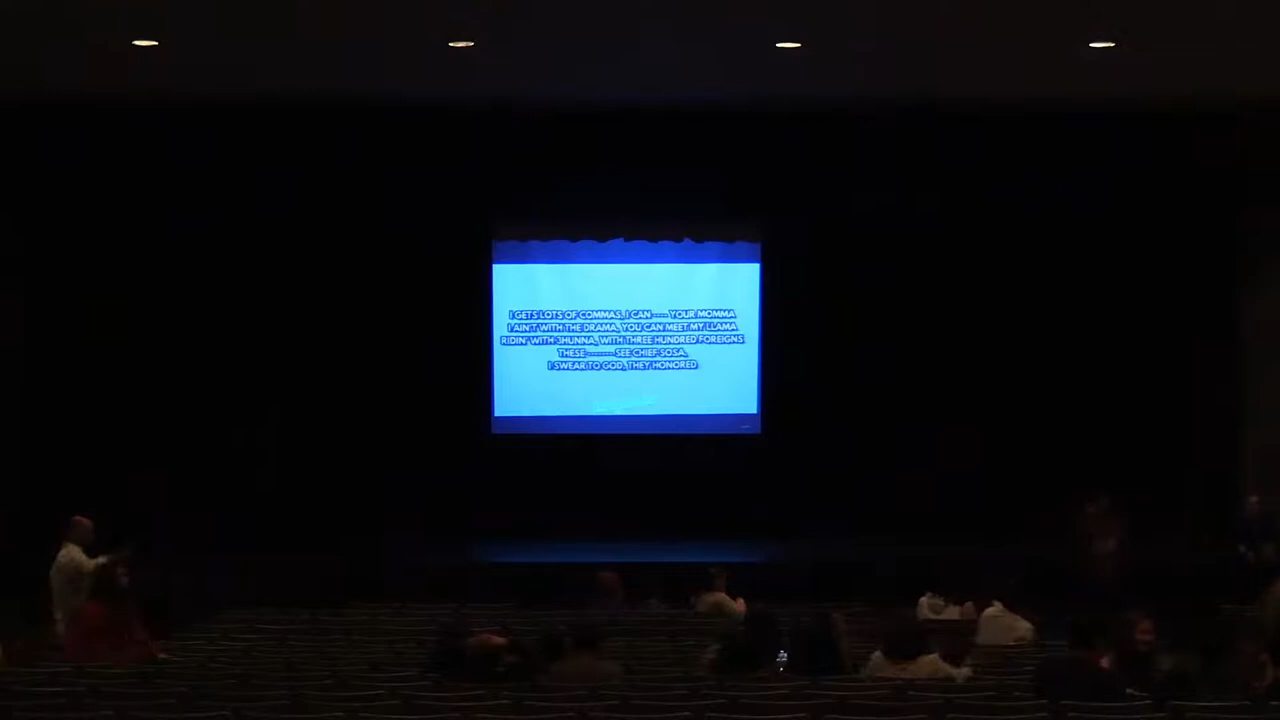 I GETS LOTS OF COMMAS, I CAN ---- YOUR MOMMA
I AIN'T WITH THE DRAMA, YOU CAN MEET MY LLAMA
RIDIN' WITH 3HUNNA, WITH THREE HUNDRED FOREIGNS
THESE ------- SEE CHIEF SOSA,
I SWEAR TO GOD, THEY HONORED